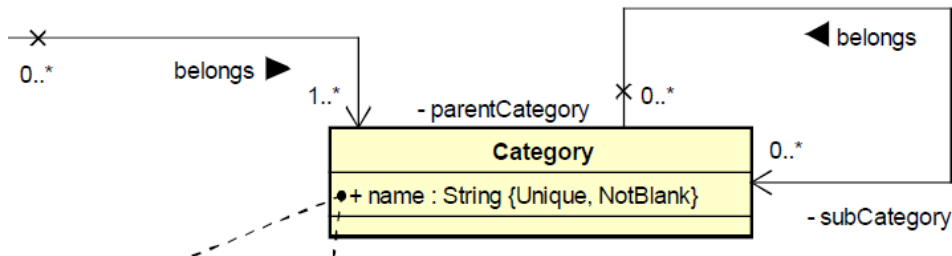 belongs ▶
◀ belongs
0..*
1..*
- parentCategory
0..*
Category
0..*
+ name : String {Unique, NotBlank}
- subCategory